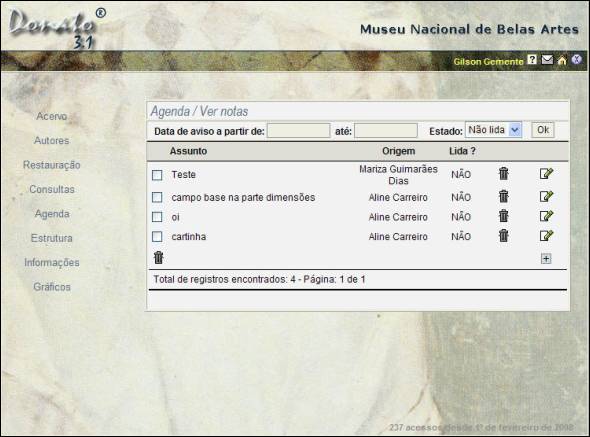 Donato ®
3.1
Museu Nacional de Belas Artes
Gilson Gemente ?
Acervo
Autores
Restauração
Consultas
Agenda
Estrutura
Informações
Gráficos
Agenda / Ver notas
Data de aviso a partir de: até: Estado: Não lida Ok
Assunto Origem Lida ?
Teste Mariza Guimarães Dias NÃO
campo base na parte dimensões Aline Carreiro NÃO
oi Aline Carreiro NÃO
cartinha Aline Carreiro NÃO
Total de registros encontrados: 4 - Página: 1 de 1
237 acessos desde 1º de fevereiro de 2008